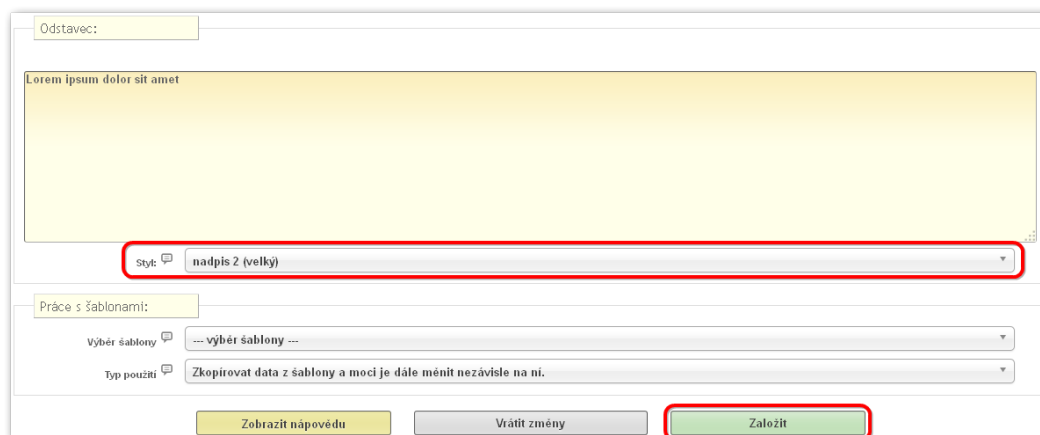 Odstavec:
Lorem ipsum dolor sit amet
Styl: nadpis 2 (velký)
Práce s šablonami:
Výběr šablony --- výběr šablony ---
Typ použití Zkopírovat data z šablony a moci je dále měnit nezávisle na ní.
Zobrazit nápovědu Vrátit změny Založit